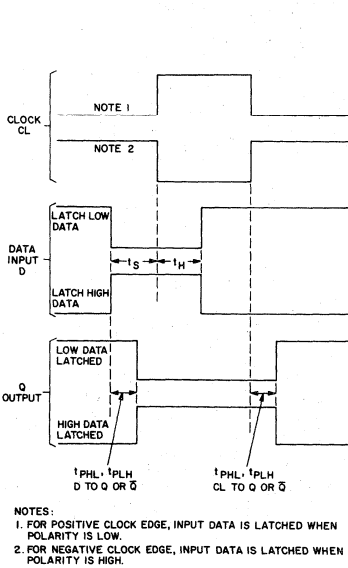 NOTE 1
CLOCK
CL
NOTE 2
LATCH LOW
DATA
DATA
INPUT
D
tS
tH
LATCH HIGH
DATA
LOW DATA
LATCHED
Q
OUTPUT
HIGH DATA
LATCHED
tPHL, tPLH
D TO Q OR Q̅
tPHL, tPLH
CL TO Q OR Q̅
NOTES:
1. FOR POSITIVE CLOCK EDGE, INPUT DATA IS LATCHED WHEN
POLARITY IS LOW.
2. FOR NEGATIVE CLOCK EDGE, INPUT DATA IS LATCHED WHEN
POLARITY IS HIGH.